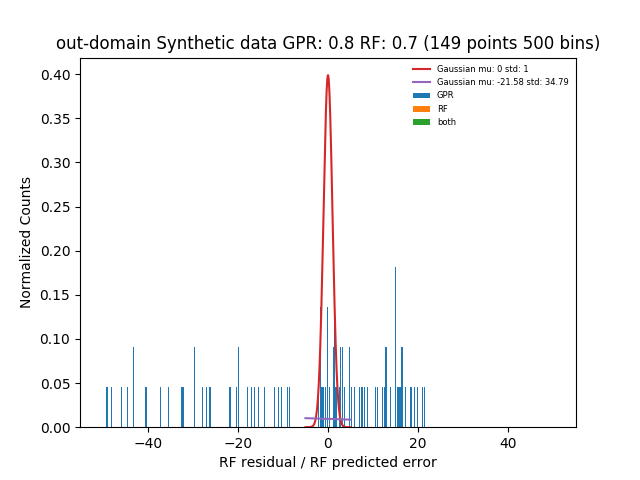 out-domain Synthetic data GPR: 0.8 RF: 0.7 (149 points 500 bins)
Gaussian mu: 0 std: 1
Gaussian mu: -21.58 std: 34.79
GPR
RF
both
Normalized Counts
0.40
0.35
0.30
0.25
0.20
0.15
0.10
0.05
0.00
−40
−20
0
20
40
RF residual / RF predicted error